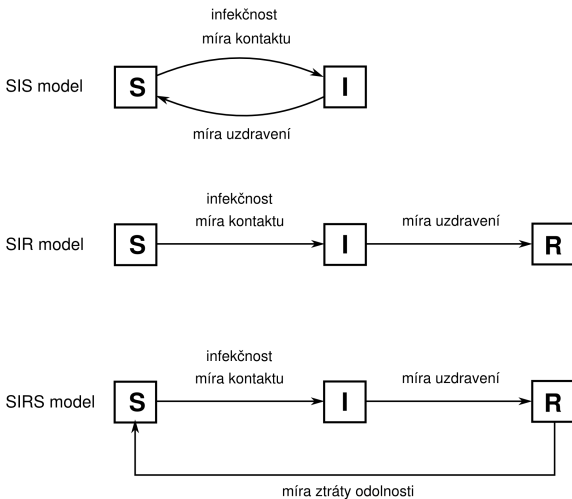 infekčnost
míra kontaktu
SIS model
S
I
míra uzdravení
infekčnost
míra kontaktu
míra uzdravení
SIR model
S
I
R
infekčnost
míra kontaktu
míra uzdravení
SIRS model
S
I
R
míra ztráty odolnosti